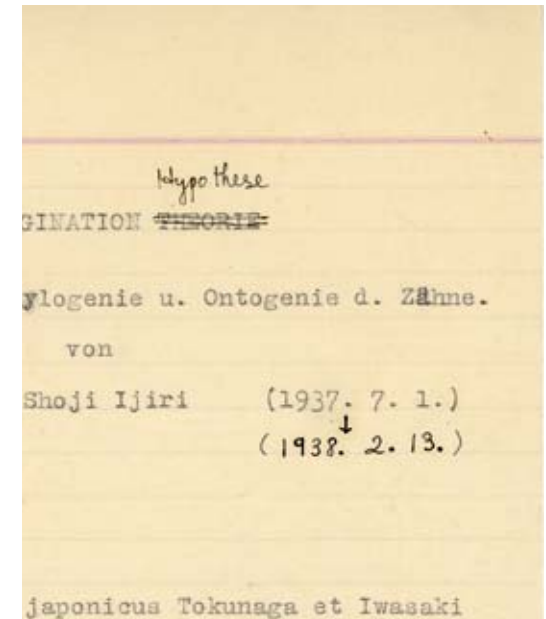 Hypothese
GINATION THEORIE
ylogenie u. Ontogenie d. Zähne.
von
Shoji Ijiri (1937. 7. 1.)
↓
(1938. 2. 13.)
japonicus Tokunaga et Iwasaki